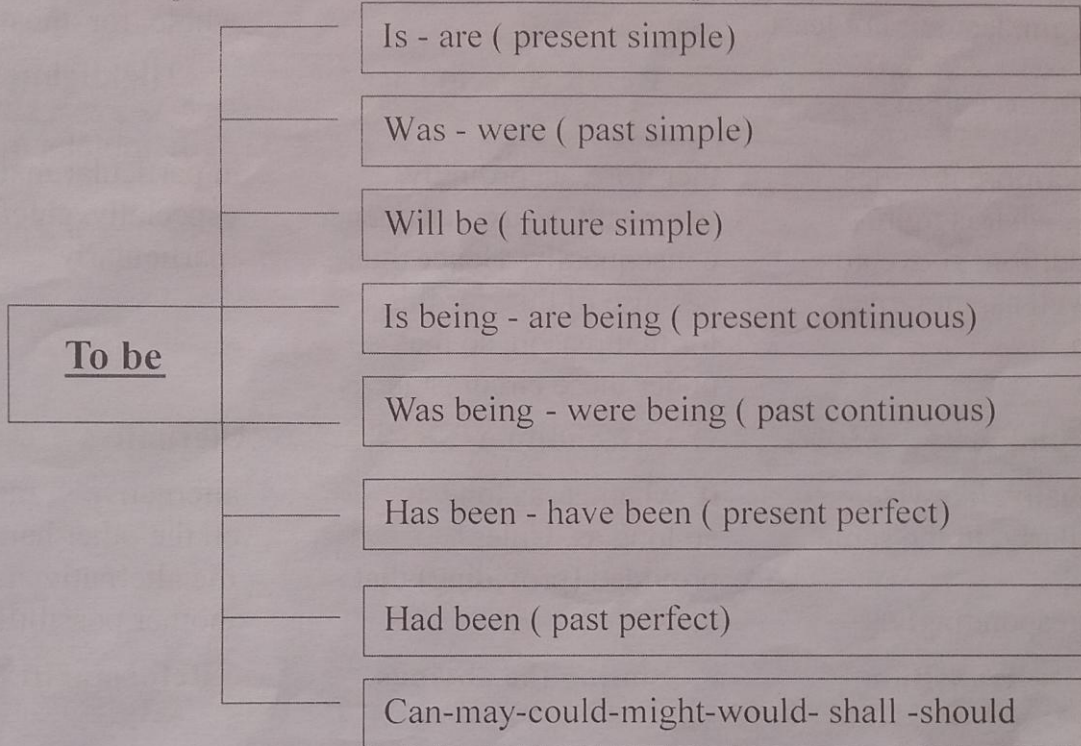 Is - are ( present simple)
Was - were ( past simple)
Will be ( future simple)
Is being - are being ( present continuous)
To be
Was being - were being ( past continuous)
Has been - have been ( present perfect)
Had been ( past perfect)
Can-may-could-might-would- shall -should